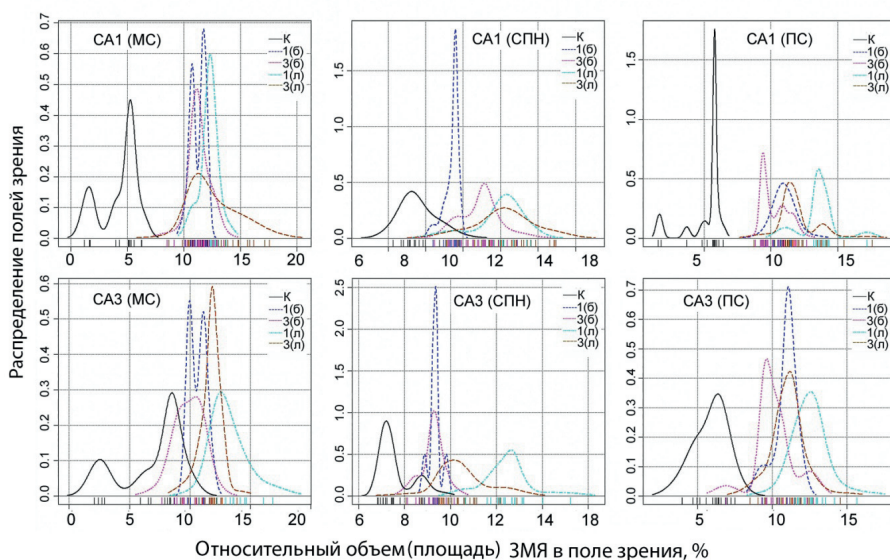 Распределение полей зрения
CA1 (МС)
К
1(б)
3(б)
1(л)
3(л)
0.7
0.6
0.5
0.4
0.3
0.2
0.1
0.0
0 5 10 15 20
CA1 (СПН)
К
1(б)
3(б)
1(л)
3(л)
1.5
1.0
0.5
0.0
6 8 10 12 14 16 18
CA1 (ПС)
К
1(б)
3(б)
1(л)
3(л)
1.5
1.0
0.5
0.0
5 10 15
CA3 (МС)
К
1(б)
3(б)
1(л)
3(л)
0.6
0.5
0.4
0.3
0.2
0.1
0.0
0 5 10 15 20
CA3 (СПН)
К
1(б)
3(б)
1(л)
3(л)
2.5
2.0
1.5
1.0
0.5
0.0
6 8 10 12 14 16 18
CA3 (ПС)
К
1(б)
3(б)
1(л)
3(л)
0.7
0.6
0.5
0.4
0.3
0.2
0.1
0.0
5 10 15
Относительный объем (площадь) ЗМЯ в поле зрения, %